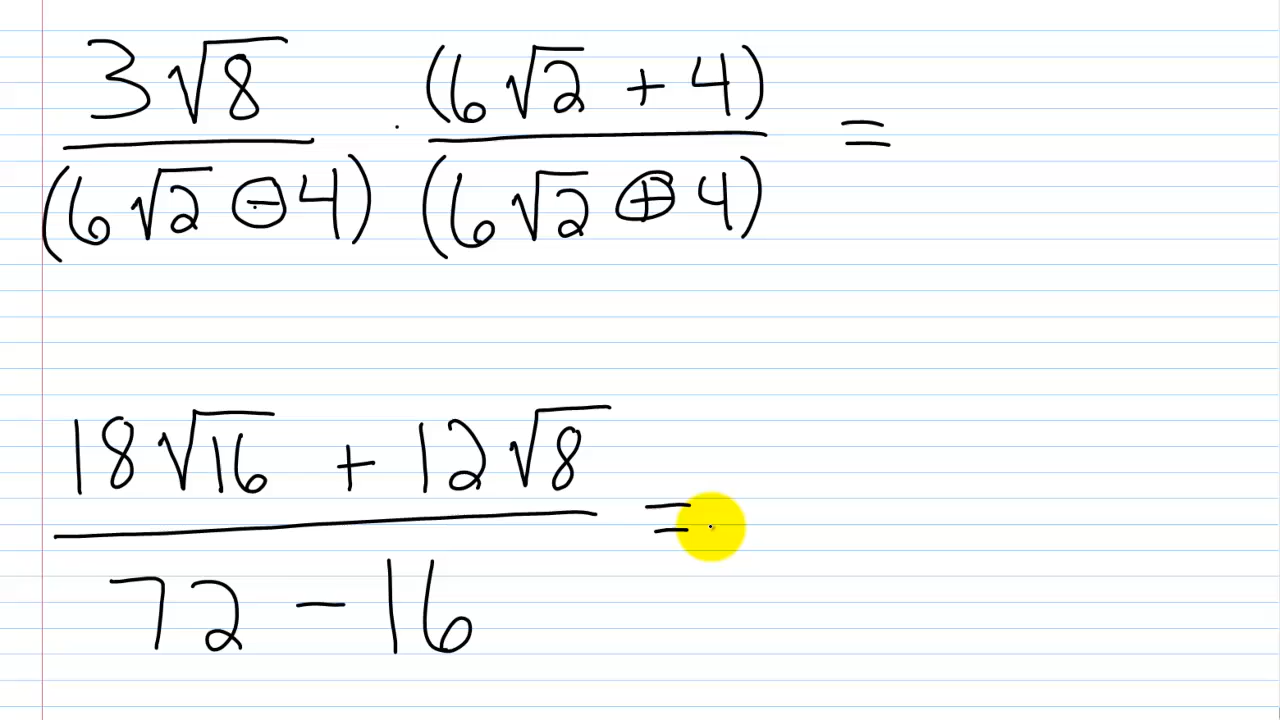 3√8 · (6√2 + 4) =
(6√2 ⊖ 4) (6√2 ⊕ 4)
18√16 + 12√8 =
72 - 16